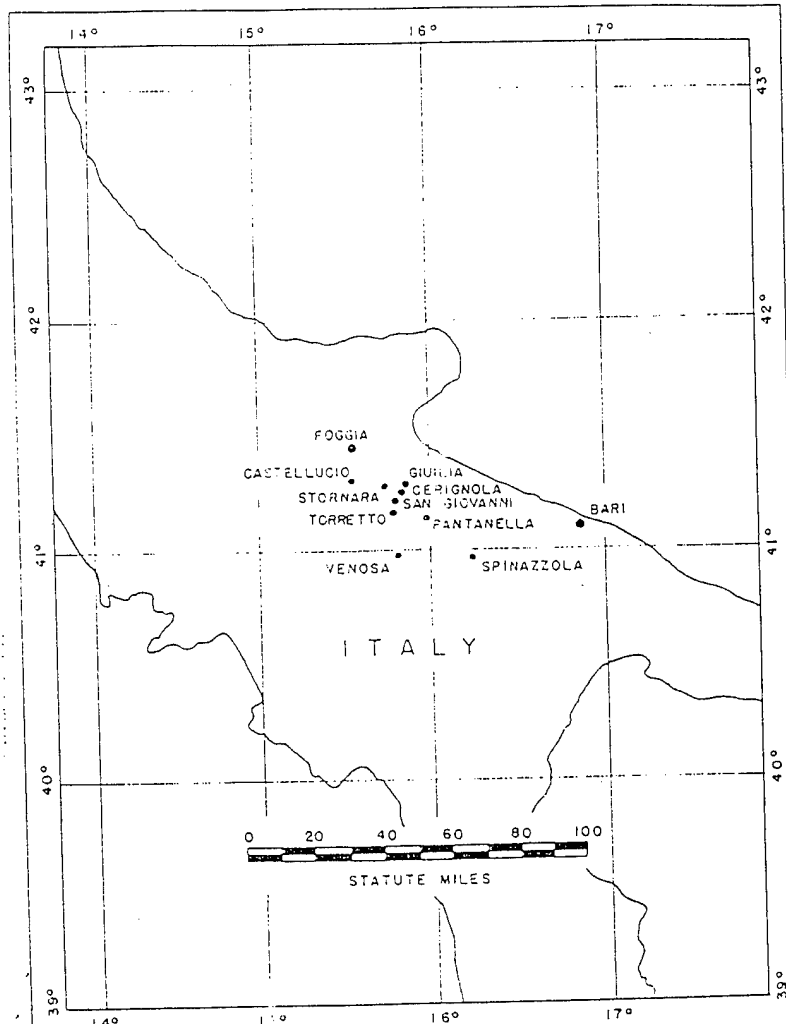 14° 15° 16° 17°
43° 43°
42° 42°
FOGGIA
CASTELLUCIO GIULIA
STORNARA CERIGNOLA
SAN GIOVANNI BARI
TORRETTO PANTANELLA
41° 41°
VENOSA SPINAZZOLA
ITALY
40° 40°
0 20 40 60 80 100
STATUTE MILES
39° 39°
14° 15° 16° 17°